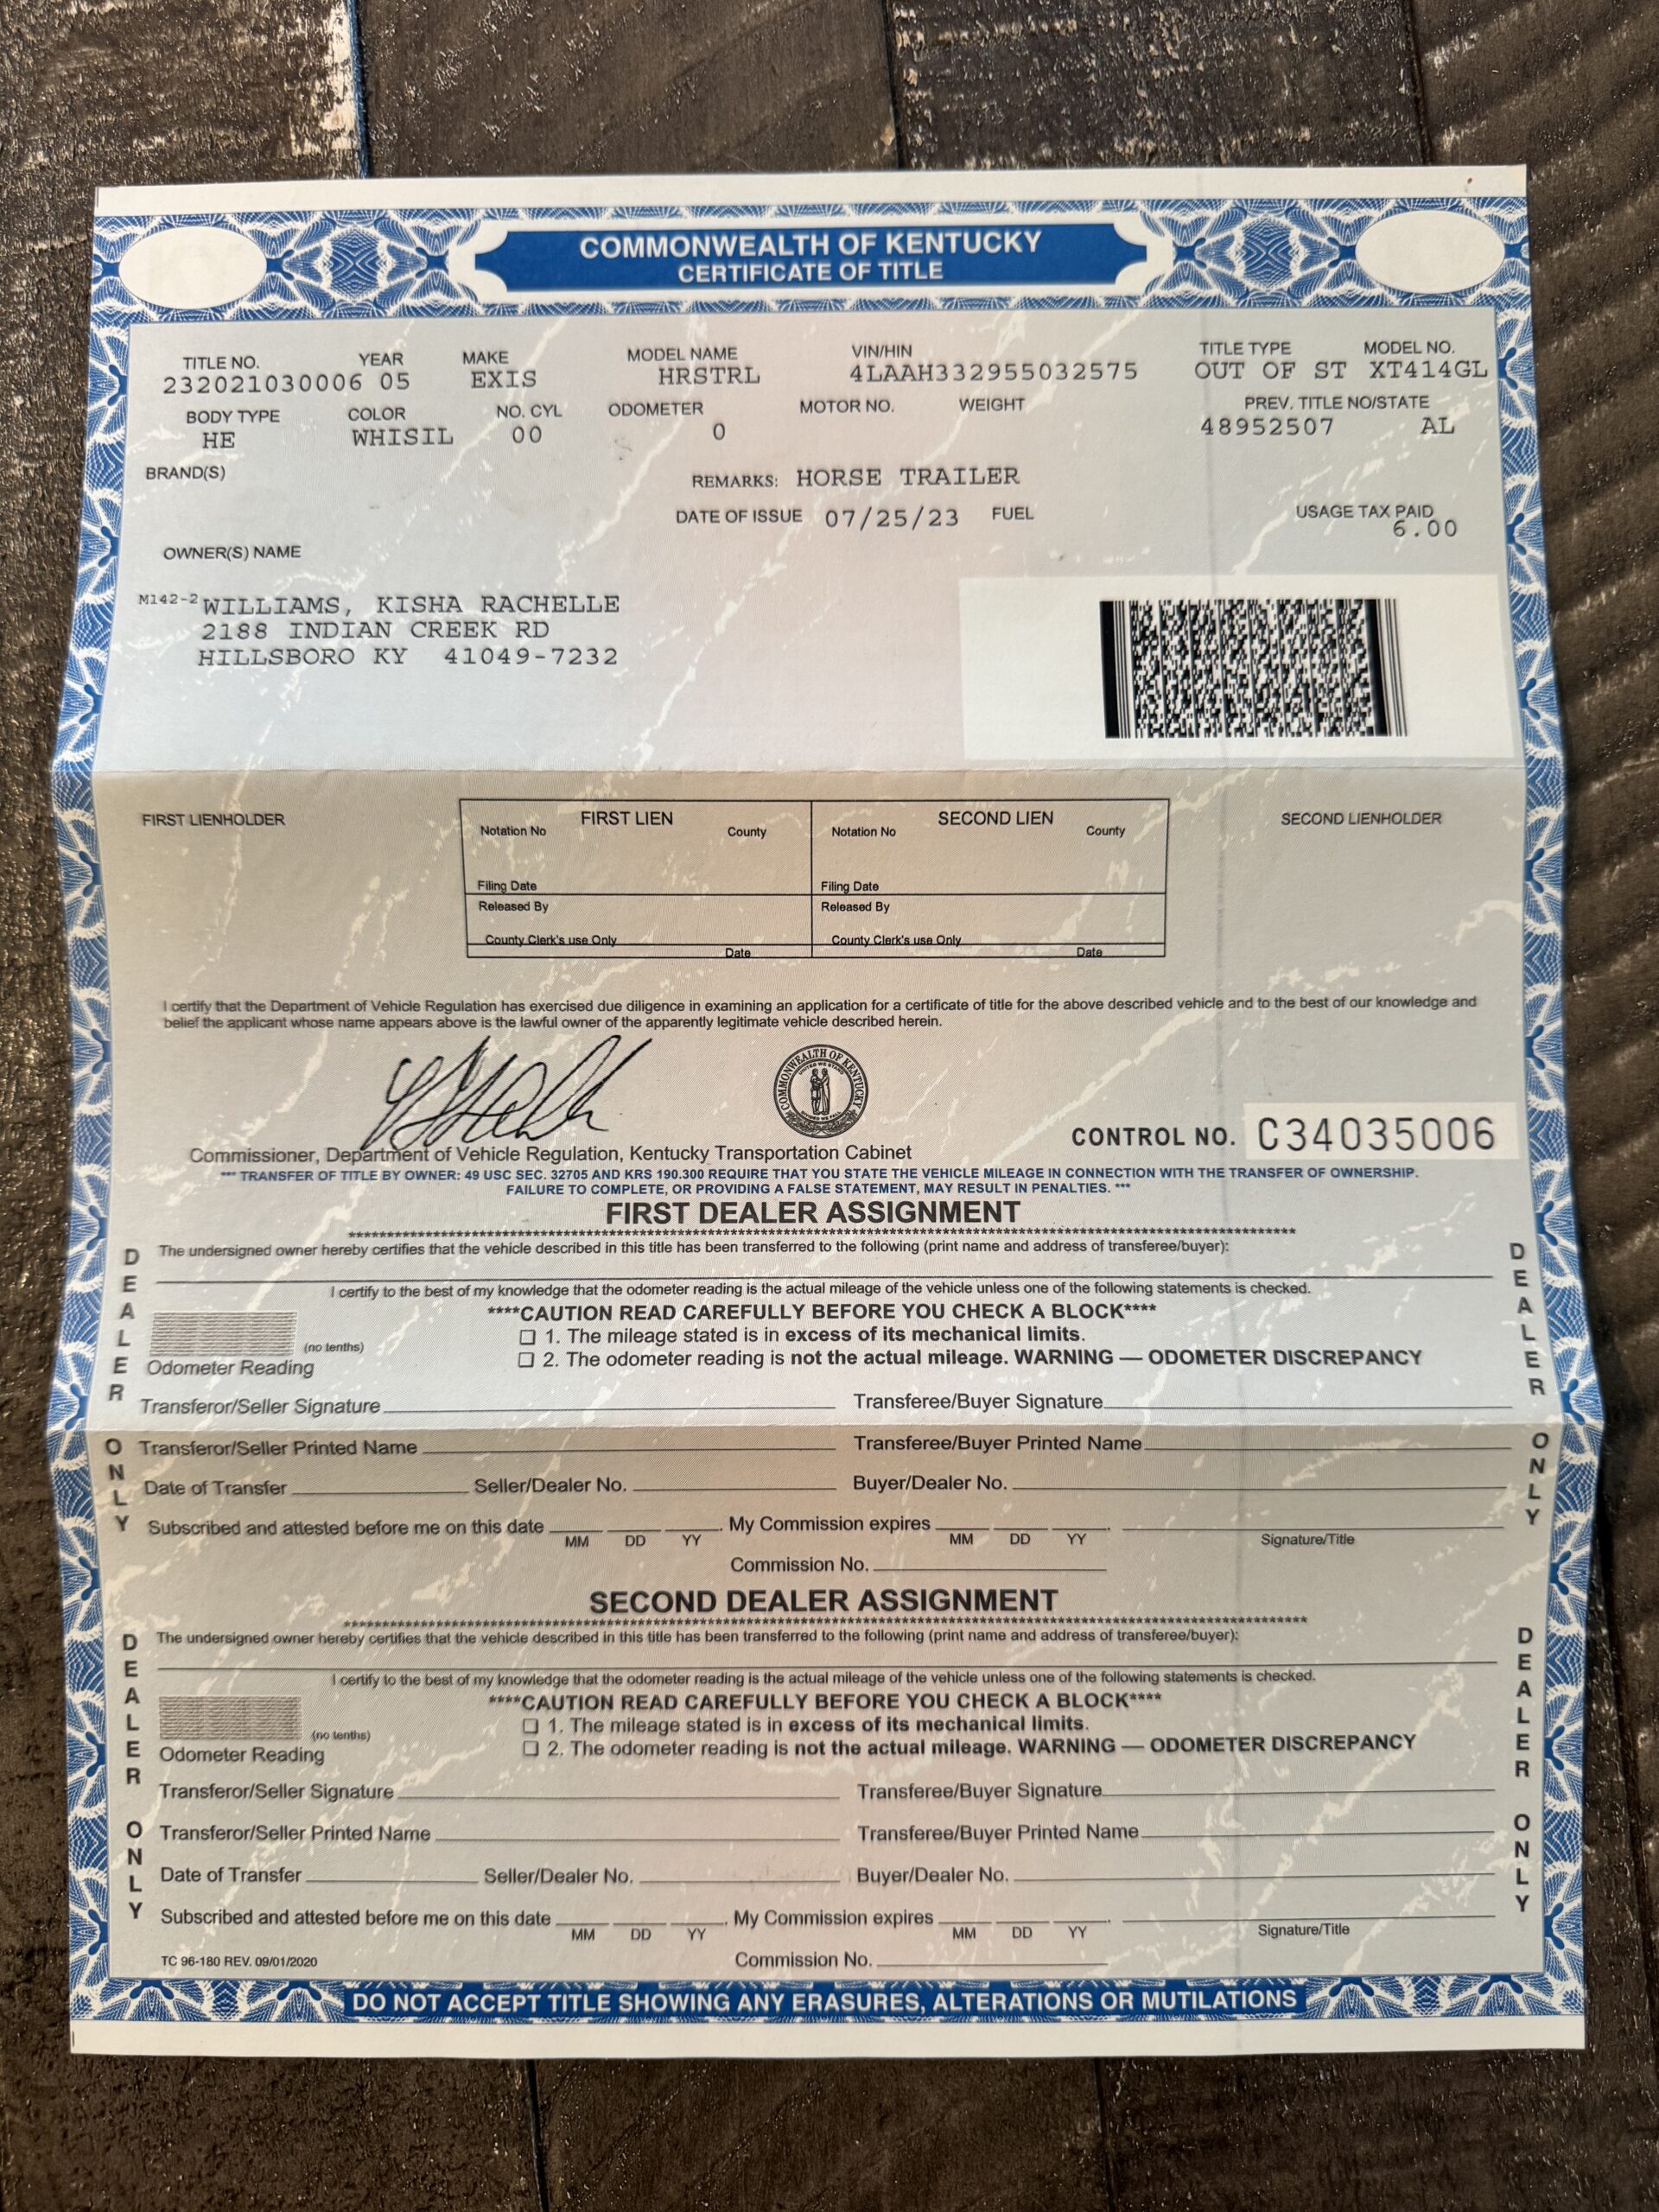 COMMONWEALTH OF KENTUCKY
CERTIFICATE OF TITLE
TITLE NO. YEAR MAKE MODEL NAME VIN/HIN TITLE TYPE MODEL NO.
232021030006 05 EXIS HRSTRL 4LAAH332955032575 OUT OF ST XT414GL
BODY TYPE COLOR NO. CYL ODOMETER MOTOR NO. WEIGHT PREV. TITLE NO/STATE
HE WHISIL 00 0 48952507 AL
BRAND(S) REMARKS: HORSE TRAILER
DATE OF ISSUE 07/25/23 FUEL USAGE TAX PAID
6.00
OWNER(S) NAME
M142-2 WILLIAMS, KISHA RACHELLE
2188 INDIAN CREEK RD
HILLSBORO KY 41049-7232
FIRST LIENHOLDER FIRST LIEN SECOND LIEN SECOND LIENHOLDER
Notation No County Notation No County
Filing Date Filing Date
Released By Released By
County Clerk's use Only Date County Clerk's use Only Date
I certify that the Department of Vehicle Regulation has exercised due diligence in examining an application for a certificate of title for the above described vehicle and to the best of our knowledge and
belief the applicant whose name appears above is the lawful owner of the apparently legitimate vehicle described herein.
COMMONWEALTH OF KENTUCKY
UNITED WE STAND
DIVIDED WE FALL
CONTROL NO. C34035006
Commissioner, Department of Vehicle Regulation, Kentucky Transportation Cabinet
*** TRANSFER OF TITLE BY OWNER: 49 USC SEC. 32705 AND KRS 190.300 REQUIRE THAT YOU STATE THE VEHICLE MILEAGE IN CONNECTION WITH THE TRANSFER OF OWNERSHIP.
FAILURE TO COMPLETE, OR PROVIDING A FALSE STATEMENT, MAY RESULT IN PENALTIES. ***
FIRST DEALER ASSIGNMENT
DEALER ONLY
The undersigned owner hereby certifies that the vehicle described in this title has been transferred to the following (print name and address of transferee/buyer):
I certify to the best of my knowledge that the odometer reading is the actual mileage of the vehicle unless one of the following statements is checked.
****CAUTION READ CAREFULLY BEFORE YOU CHECK A BLOCK****
☐ 1. The mileage stated is in excess of its mechanical limits.
(no tenths)
☐ 2. The odometer reading is not the actual mileage. WARNING — ODOMETER DISCREPANCY
Odometer Reading
Transferor/Seller Signature Transferee/Buyer Signature
Transferor/Seller Printed Name Transferee/Buyer Printed Name
Date of Transfer Seller/Dealer No. Buyer/Dealer No.
Subscribed and attested before me on this date . My Commission expires .
MM DD YY MM DD YY Signature/Title
Commission No.
DEALER ONLY
SECOND DEALER ASSIGNMENT
DEALER ONLY
The undersigned owner hereby certifies that the vehicle described in this title has been transferred to the following (print name and address of transferee/buyer):
I certify to the best of my knowledge that the odometer reading is the actual mileage of the vehicle unless one of the following statements is checked.
****CAUTION READ CAREFULLY BEFORE YOU CHECK A BLOCK****
☐ 1. The mileage stated is in excess of its mechanical limits.
(no tenths)
☐ 2. The odometer reading is not the actual mileage. WARNING — ODOMETER DISCREPANCY
Odometer Reading
Transferor/Seller Signature Transferee/Buyer Signature
Transferor/Seller Printed Name Transferee/Buyer Printed Name
Date of Transfer Seller/Dealer No. Buyer/Dealer No.
Subscribed and attested before me on this date . My Commission expires .
MM DD YY MM DD YY Signature/Title
TC 96-180 REV. 09/01/2020 Commission No.
DEALER ONLY
DO NOT ACCEPT TITLE SHOWING ANY ERASURES, ALTERATIONS OR MUTILATIONS